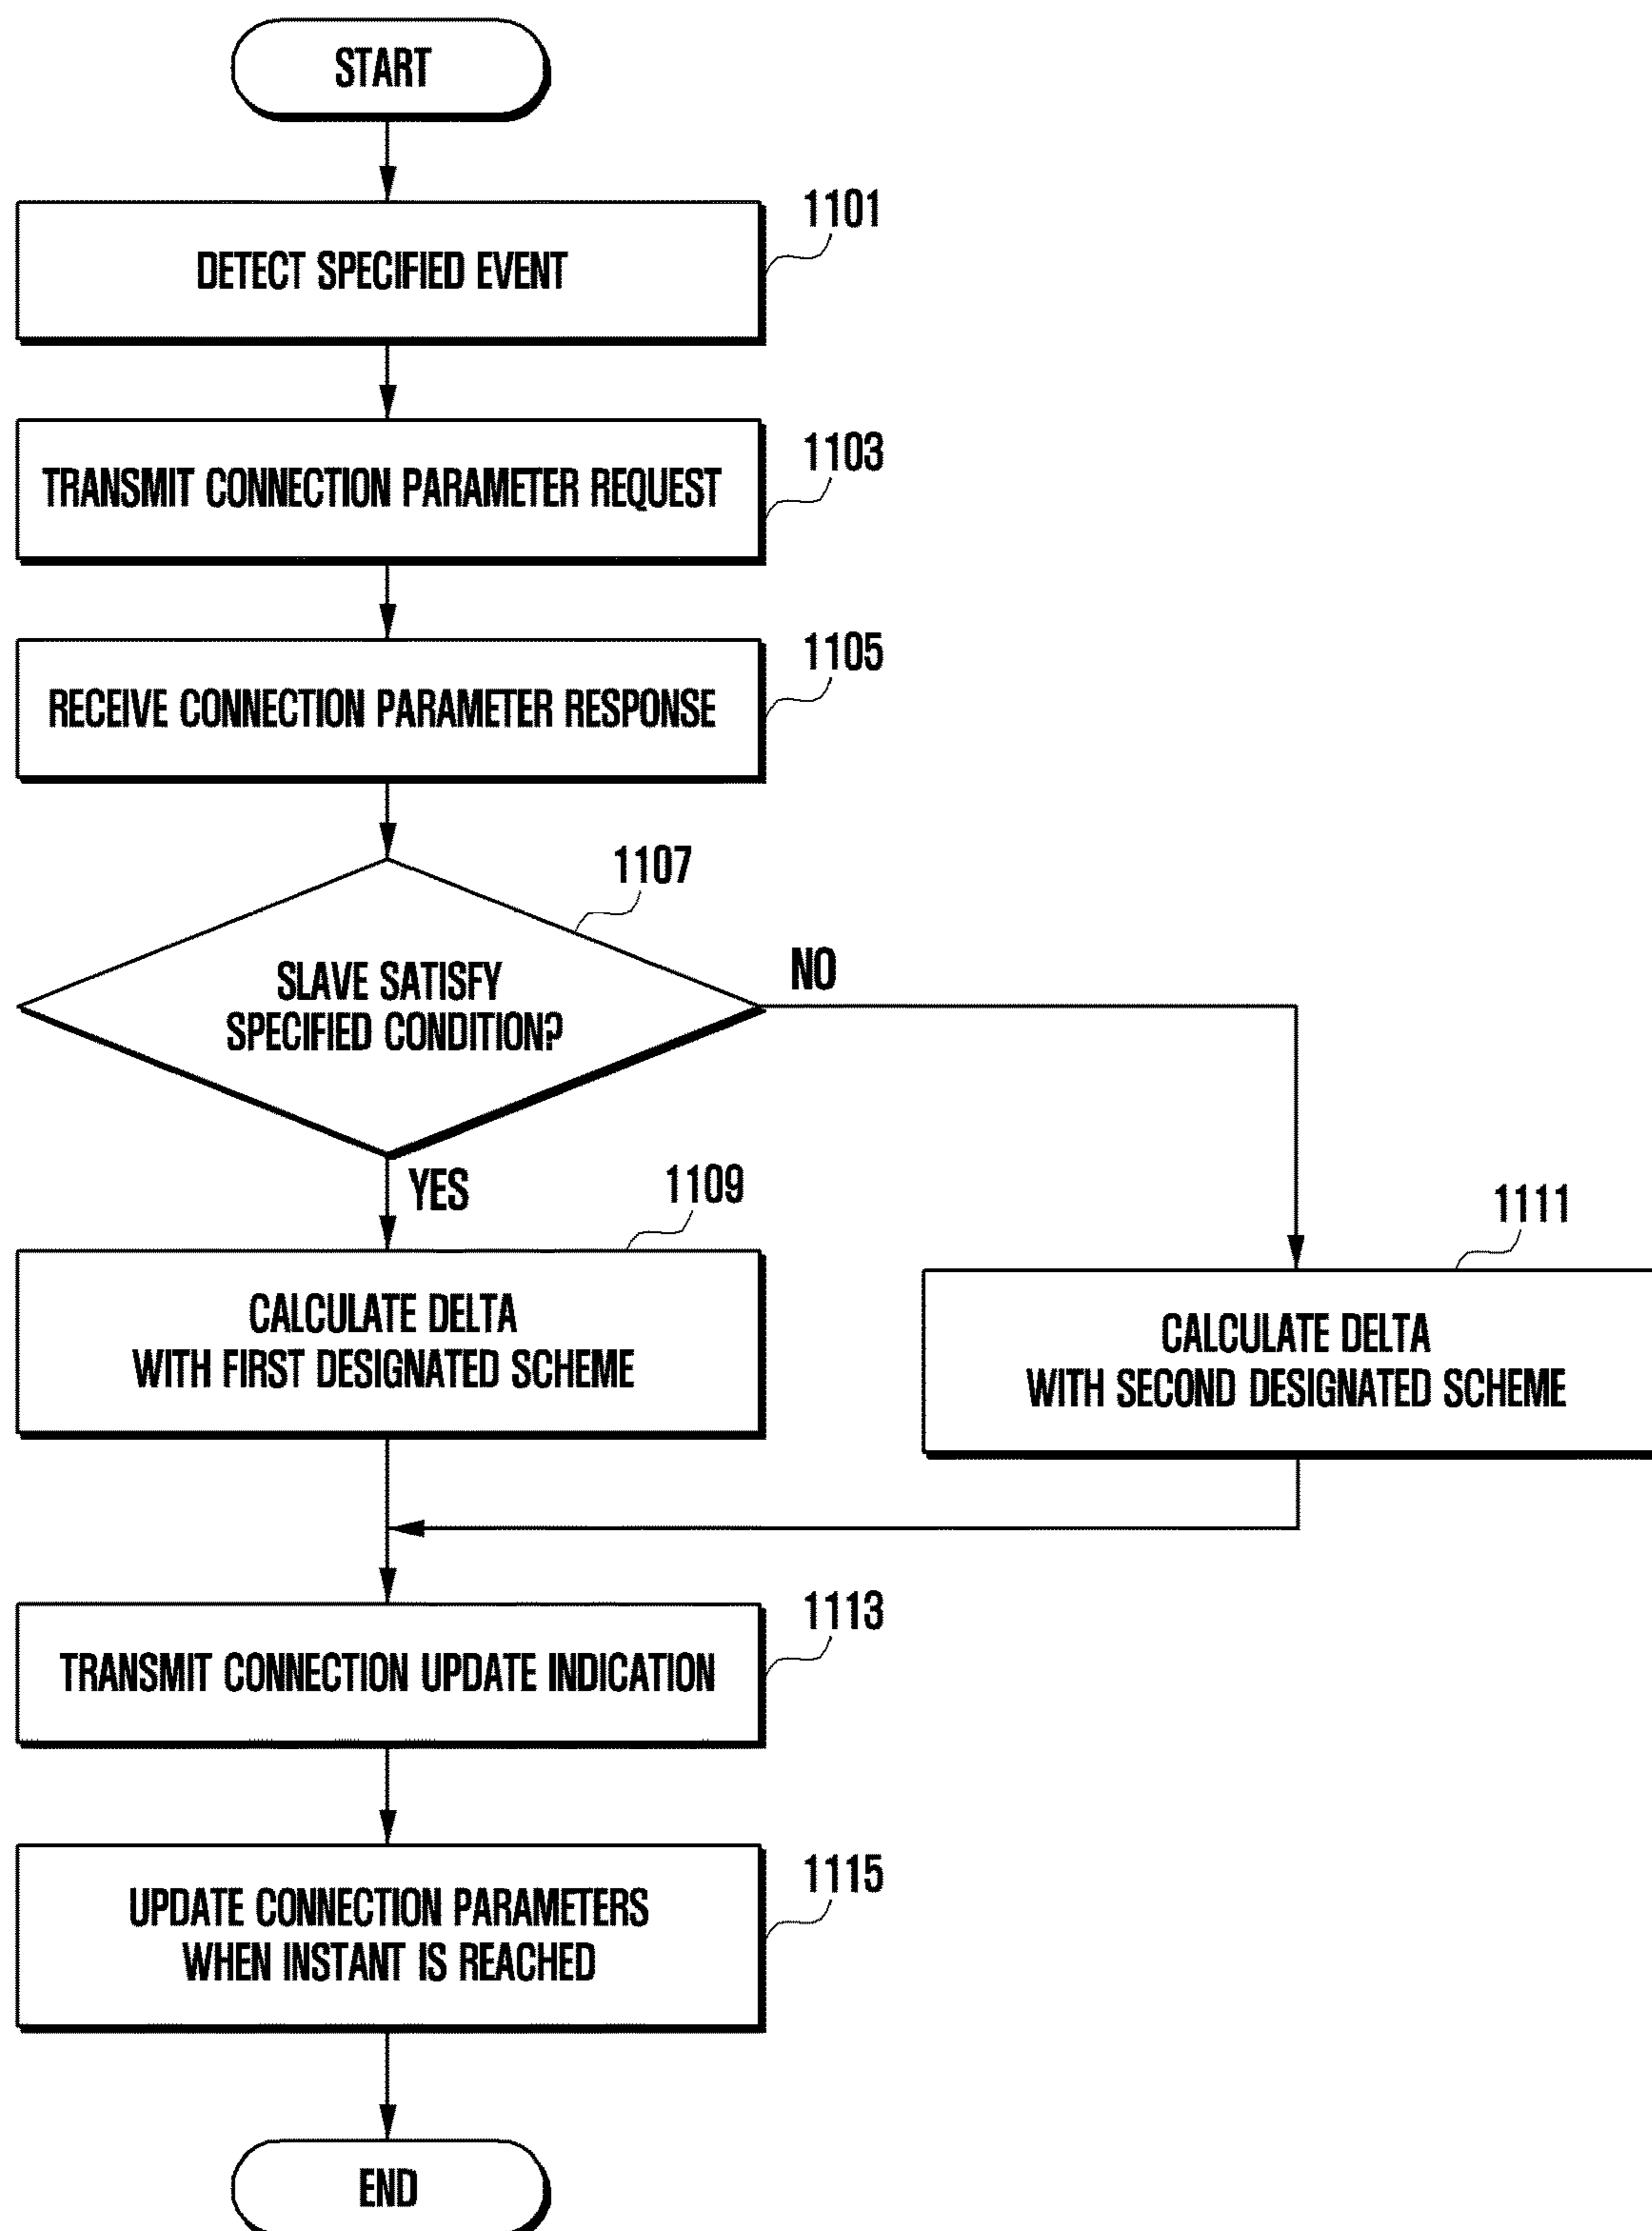 START
1101
DETECT SPECIFIED EVENT
1103
TRANSMIT CONNECTION PARAMETER REQUEST
1105
RECEIVE CONNECTION PARAMETER RESPONSE
1107
SLAVE SATISFY
SPECIFIED CONDITION?
NO
YES
1109
CALCULATE DELTA
WITH FIRST DESIGNATED SCHEME
1111
CALCULATE DELTA
WITH SECOND DESIGNATED SCHEME
1113
TRANSMIT CONNECTION UPDATE INDICATION
1115
UPDATE CONNECTION PARAMETERS
WHEN INSTANT IS REACHED
END